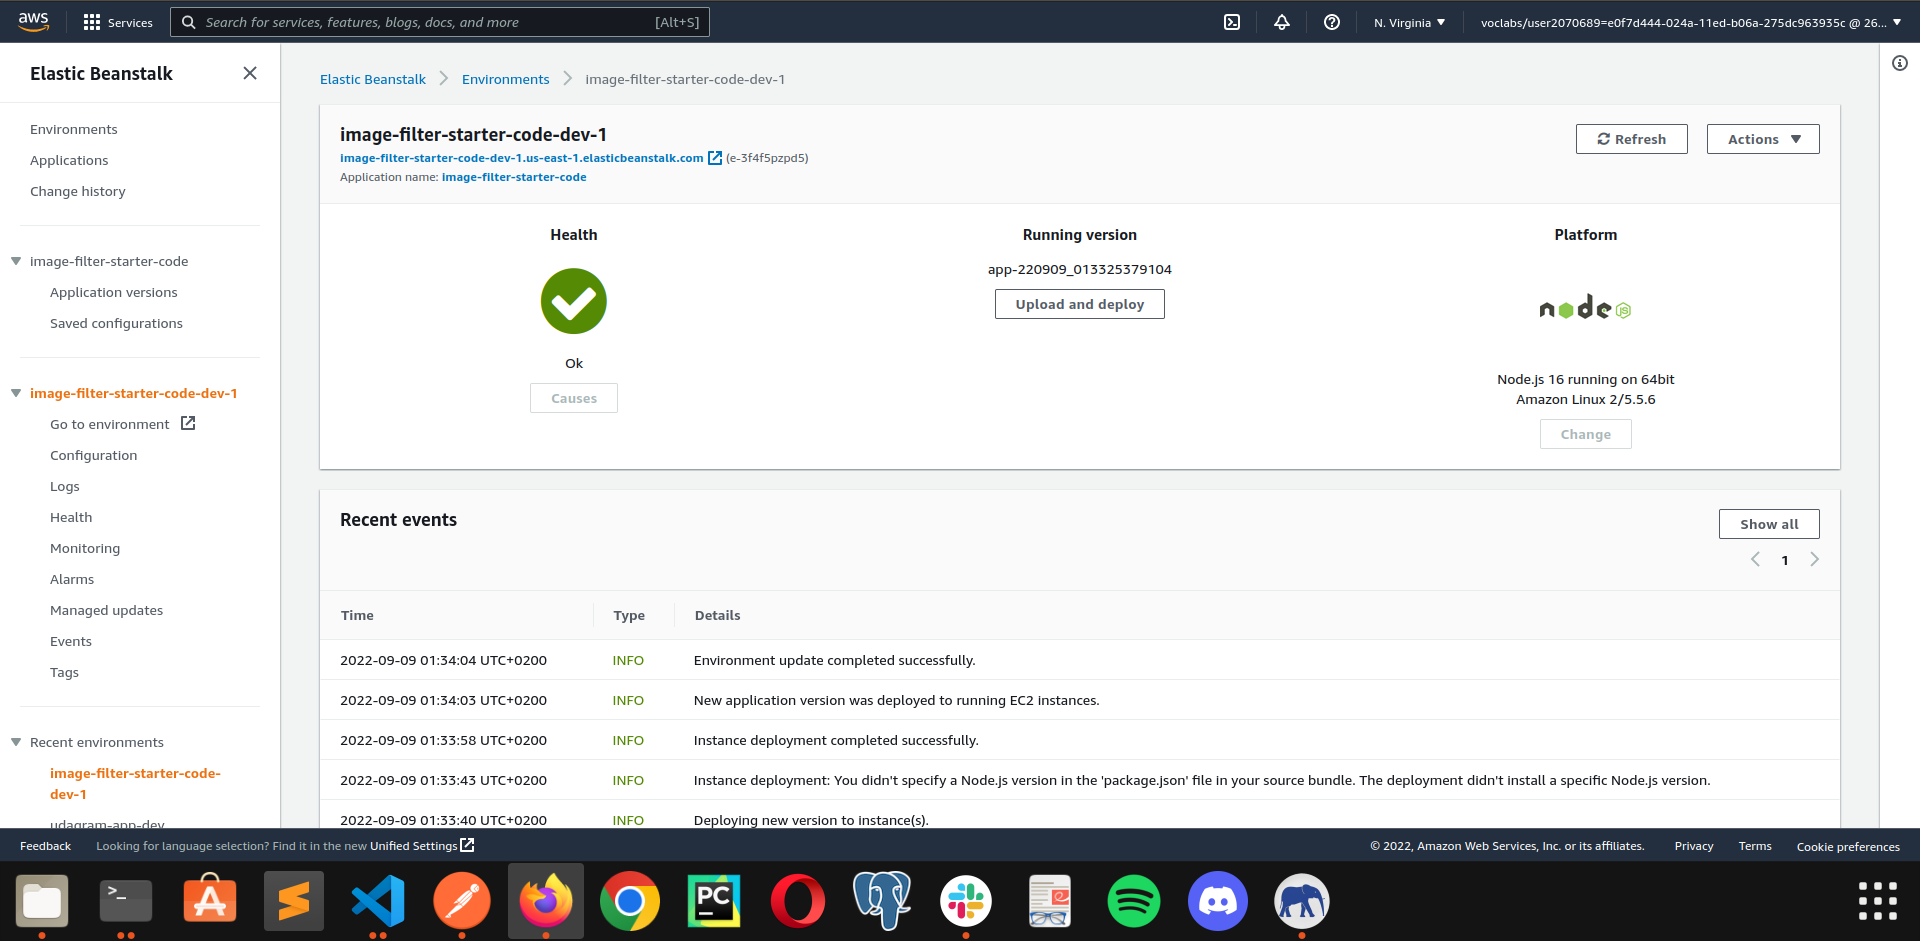 aws
Services
Search for services, features, blogs, docs, and more
[Alt+S]
N. Virginia
voclabs/user2070689=e0f7d444-024a-11ed-b06a-275dc963935c @ 26...
Elastic Beanstalk
Environments
Applications
Change history
image-filter-starter-code
Application versions
Saved configurations
image-filter-starter-code-dev-1
Go to environment
Configuration
Logs
Health
Monitoring
Alarms
Managed updates
Events
Tags
Recent environments
image-filter-starter-code-
dev-1
udagram-app-dev
Elastic Beanstalk
Environments
image-filter-starter-code-dev-1
image-filter-starter-code-dev-1
image-filter-starter-code-dev-1.us-east-1.elasticbeanstalk.com (e-3f4f5pzpd5)
Application name: image-filter-starter-code
Refresh
Actions
Health
Ok
Causes
Running version
app-220909_013325379104
Upload and deploy
Platform
node JS
Node.js 16 running on 64bit
Amazon Linux 2/5.5.6
Change
Recent events
Show all
1
Time Type Details
2022-09-09 01:34:04 UTC+0200 INFO Environment update completed successfully.
2022-09-09 01:34:03 UTC+0200 INFO New application version was deployed to running EC2 instances.
2022-09-09 01:33:58 UTC+0200 INFO Instance deployment completed successfully.
2022-09-09 01:33:43 UTC+0200 INFO Instance deployment: You didn't specify a Node.js version in the 'package.json' file in your source bundle. The deployment didn't install a specific Node.js version.
2022-09-09 01:33:40 UTC+0200 INFO Deploying new version to instance(s).
Feedback
Looking for language selection? Find it in the new Unified Settings
© 2022, Amazon Web Services, Inc. or its affiliates.
Privacy
Terms
Cookie preferences
>_
A
PC